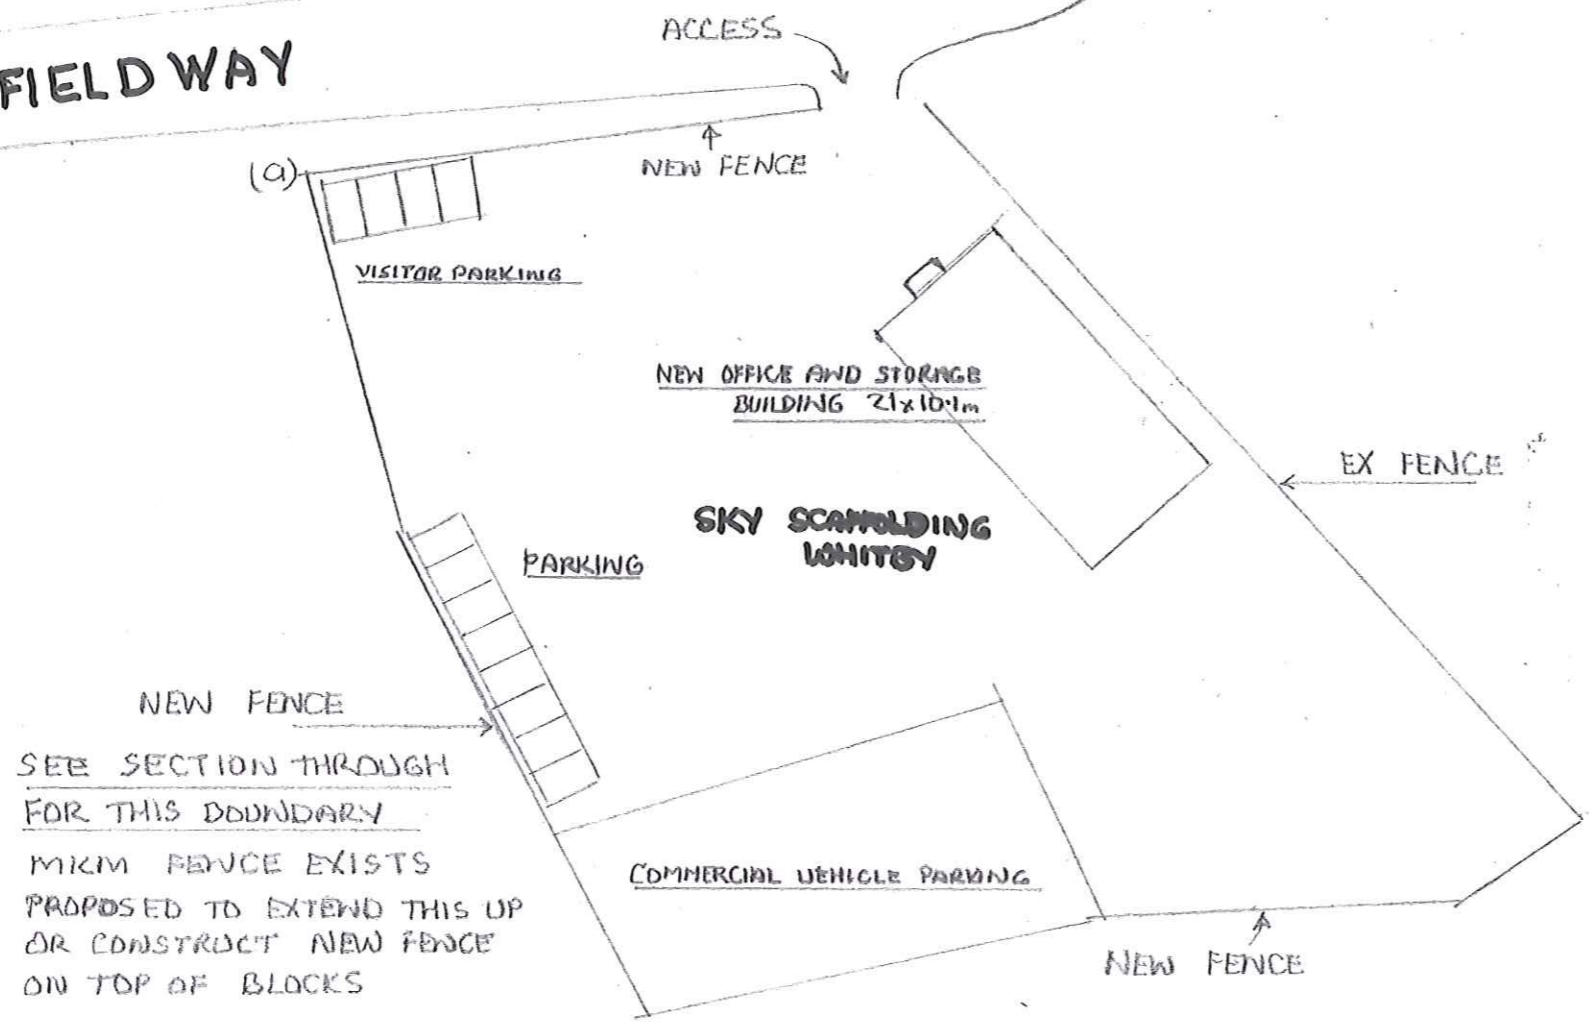 ACCESS
FIELDWAY
(a)
NEW FENCE
VISITOR PARKING
NEW OFFICE AND STORAGE
BUILDING 21x10.1m
EX FENCE
SKY SCAFFOLDING
WHITBY
PARKING
NEW FENCE
SEE SECTION THROUGH
FOR THIS BOUNDARY
MKM FENCE EXISTS
PROPOSED TO EXTEND THIS UP
OR CONSTRUCT NEW FENCE
ON TOP OF BLOCKS
COMMERCIAL VEHICLE PARKING
NEW FENCE